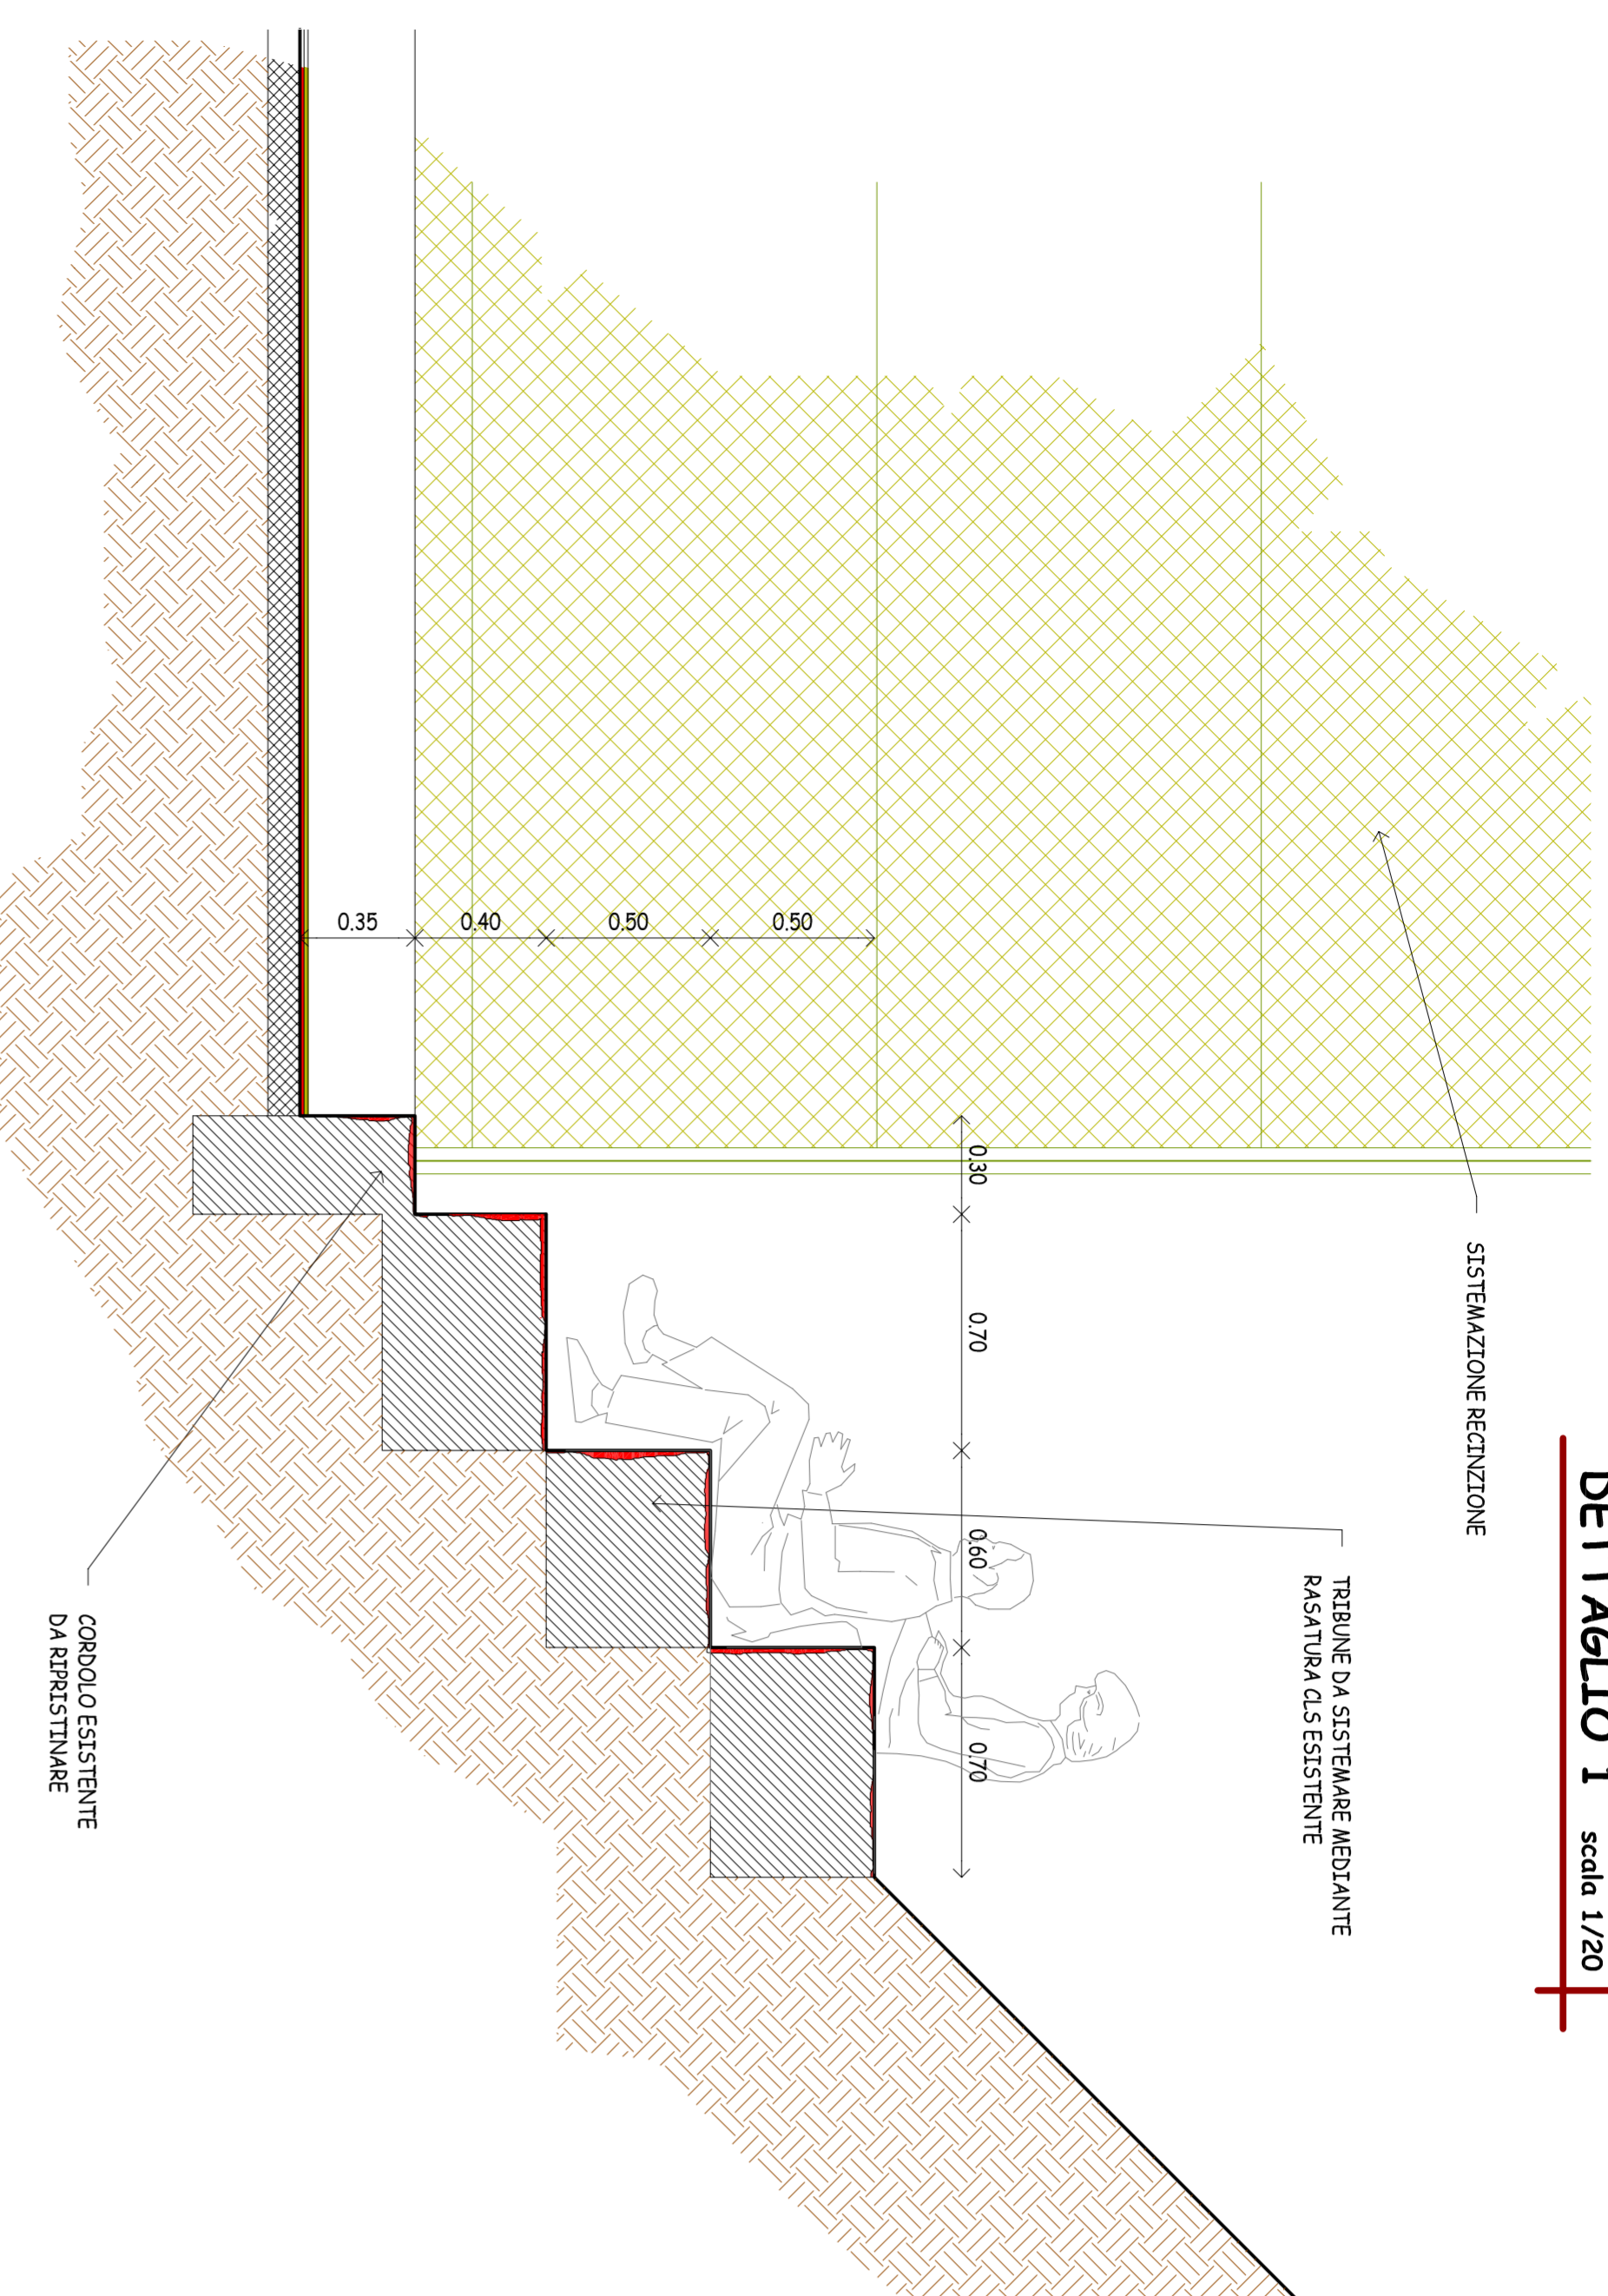 DETTAGLIO 1 scala 1/20
SISTEMAZIONE RECINZIONE
TRIBUNE DA SISTEMARE MEDIANTE
RASATURA CLS ESISTENTE
0.30
0.70
0.60
0.70
0.50
0.50
0.40
0.35
CORDOLO ESISTENTE
DA RIPRISTINARE